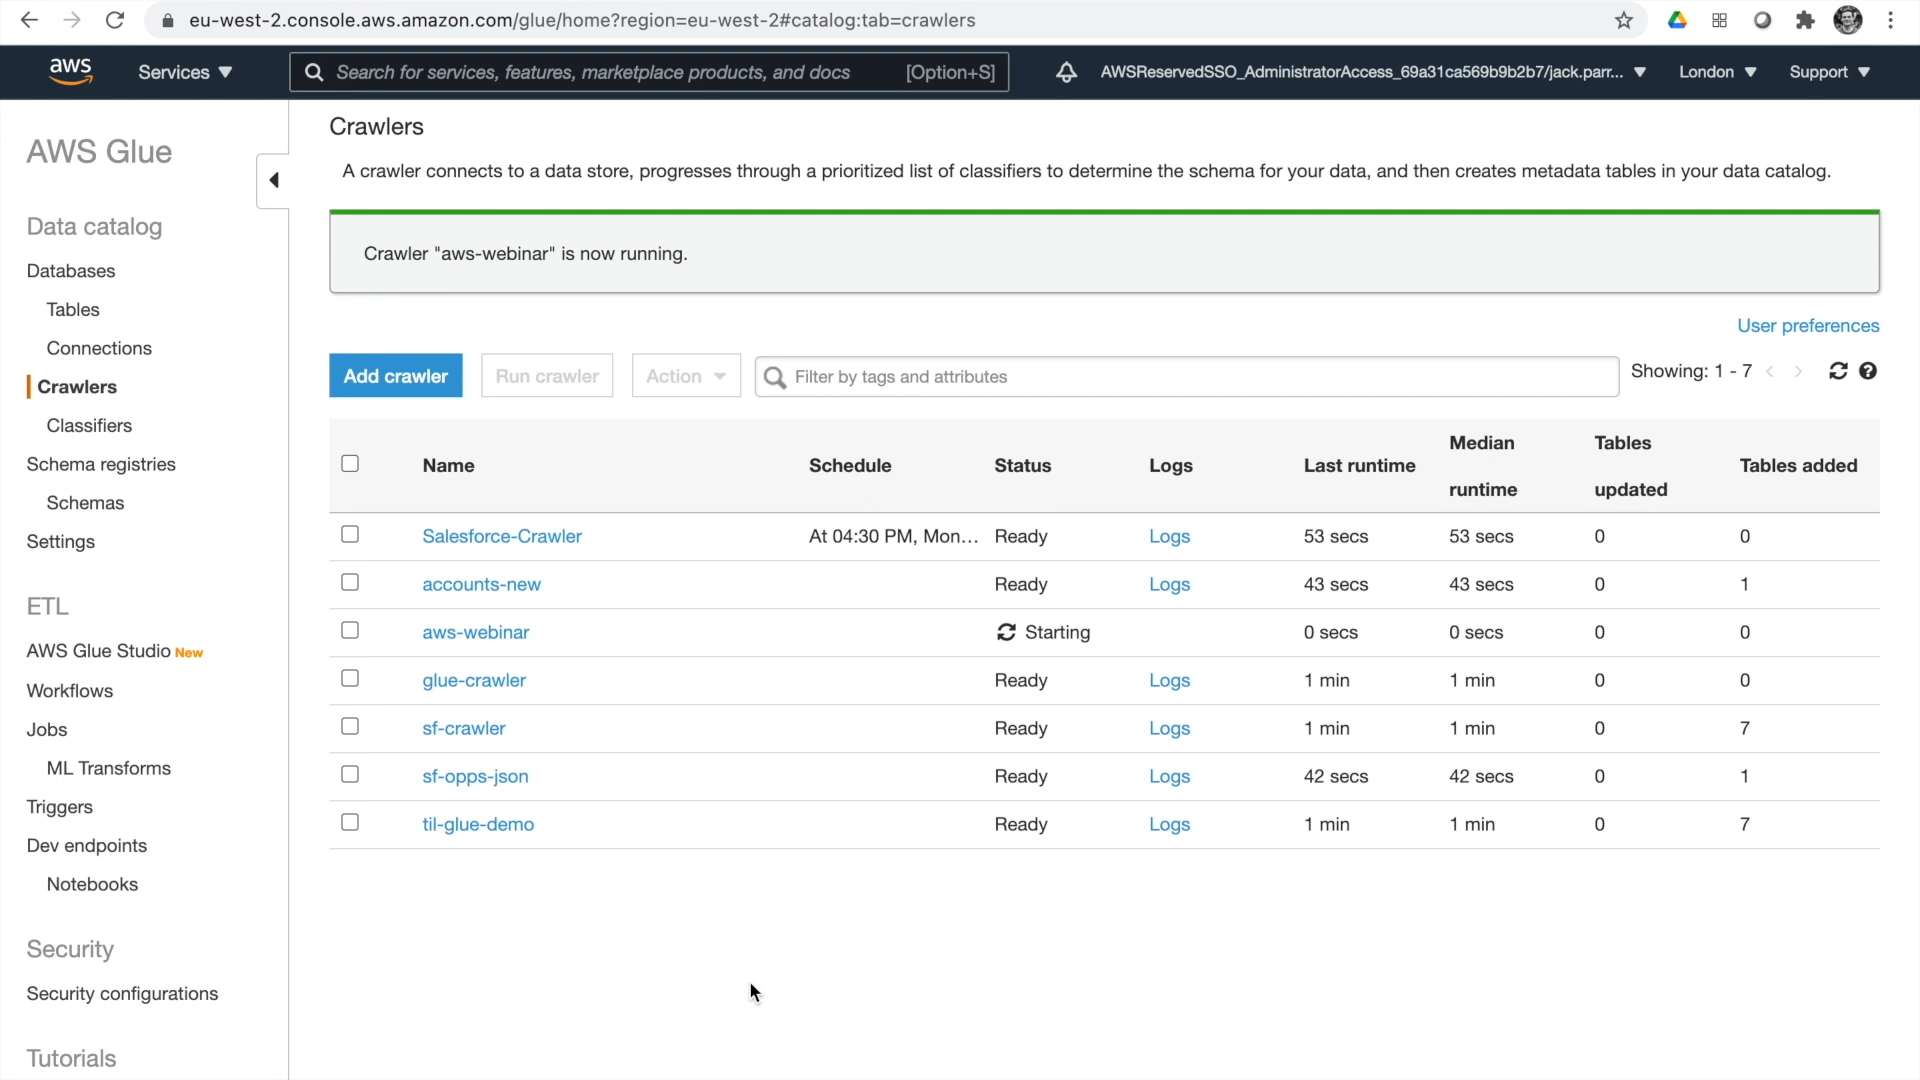 eu-west-2.console.aws.amazon.com/glue/home?region=eu-west-2#catalog:tab=crawlers
aws
Services
Search for services, features, marketplace products, and docs [Option+S]
AWSReservedSSO_AdministratorAccess_69a31ca569b9b2b7/jack.parr...
London
Support
AWS Glue
Data catalog
Databases
Tables
Connections
Crawlers
Classifiers
Schema registries
Schemas
Settings
ETL
AWS Glue Studio New
Workflows
Jobs
ML Transforms
Triggers
Dev endpoints
Notebooks
Security
Security configurations
Tutorials
Crawlers
A crawler connects to a data store, progresses through a prioritized list of classifiers to determine the schema for your data, and then creates metadata tables in your data catalog.
Crawler "aws-webinar" is now running.
User preferences
Add crawler
Run crawler
Action
Filter by tags and attributes
Showing: 1 - 7
Name Schedule Status Logs Last runtime Median runtime Tables updated Tables added
Salesforce-Crawler At 04:30 PM, Mon... Ready Logs 53 secs 53 secs 0 0
accounts-new Ready Logs 43 secs 43 secs 0 1
aws-webinar Starting 0 secs 0 secs 0 0
glue-crawler Ready Logs 1 min 1 min 0 0
sf-crawler Ready Logs 1 min 1 min 0 7
sf-opps-json Ready Logs 42 secs 42 secs 0 1
til-glue-demo Ready Logs 1 min 1 min 0 7